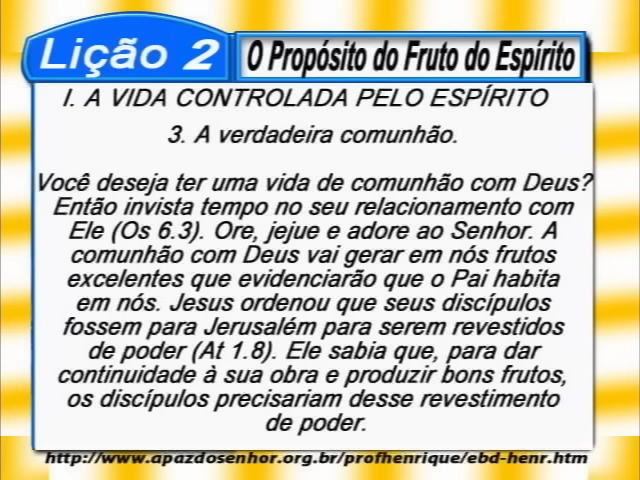 Lição 2
O Propósito do Fruto do Espírito
I. A VIDA CONTROLADA PELO ESPÍRITO
3. A verdadeira comunhão.
Você deseja ter uma vida de comunhão com Deus?
Então invista tempo no seu relacionamento com
Ele (Os 6.3). Ore, jejue e adore ao Senhor. A
comunhão com Deus vai gerar em nós frutos
excelentes que evidenciarão que o Pai habita
em nós. Jesus ordenou que seus discípulos
fossem para Jerusalém para serem revestidos
de poder (At 1.8). Ele sabia que, para dar
continuidade à sua obra e produzir bons frutos,
os discípulos precisariam desse revestimento
de poder.
http://www.apazdosenhor.org.br/profhenrique/ebd-henr.htm